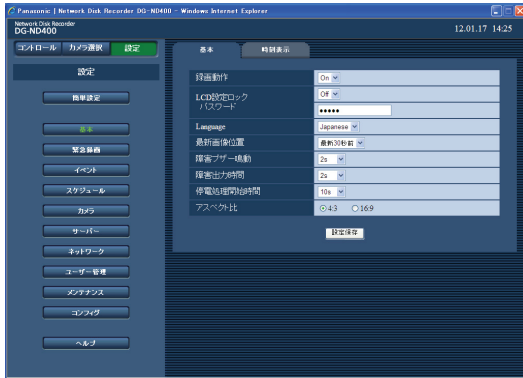 Panasonic | Network Disk Recorder DG-ND400 - Windows Internet Explorer
Network Disk Recorder
DG-ND400
12.01.17 14:25
コントロール カメラ選択 設定
基本 時刻表示
設定
簡単設定
基本
緊急録画
イベント
スケジュール
カメラ
サーバー
ネットワーク
ユーザー管理
メンテナンス
コンフィグ
ヘルプ
録画動作 On
LCD設定ロック Off
パスワード •••••
Language Japanese
最新画像位置 最新30秒前
障害ブザー鳴動 2s
障害出力時間 2s
停電処理開始時間 10s
アスペクト比 4:3 16:9
設定保存